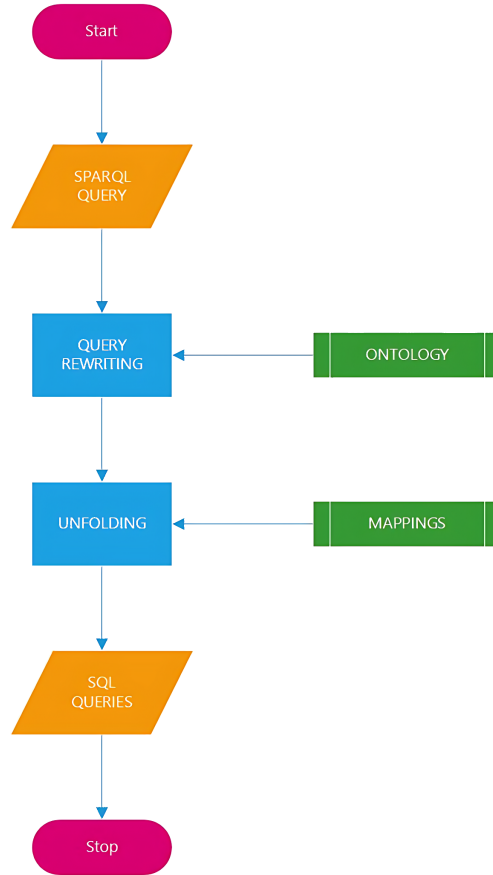 Start
SPARQL
QUERY
QUERY
REWRITING
ONTOLOGY
UNFOLDING
MAPPINGS
SQL
QUERIES
Stop